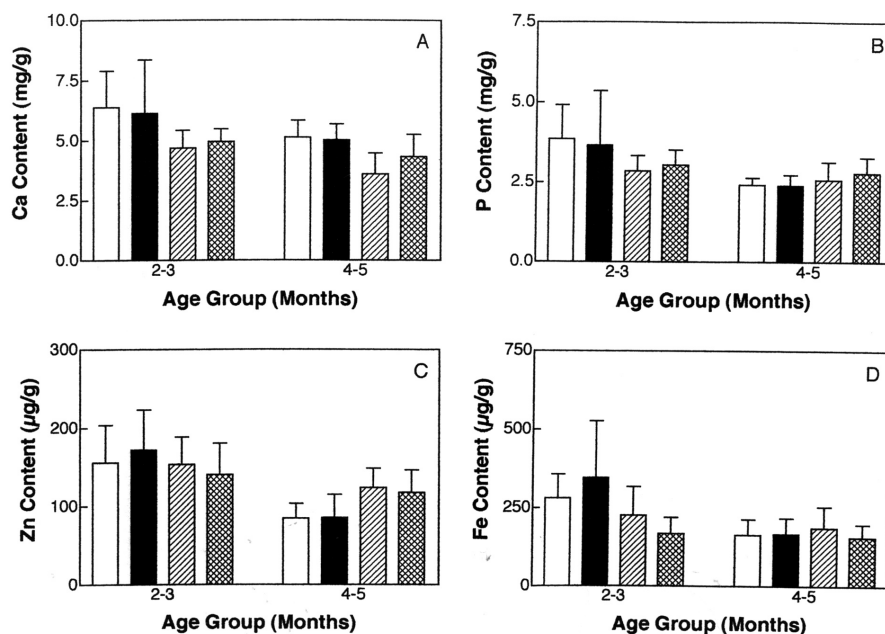 A
Ca Content (mg/g)
10.0
7.5
5.0
2.5
0.0
2-3
4-5
Age Group (Months)
B
P Content (mg/g)
7.5
5.0
2.5
0.0
2-3
4-5
Age Group (Months)
C
Zn Content (µg/g)
300
200
100
0
2-3
4-5
Age Group (Months)
D
Fe Content (µg/g)
750
500
250
0
2-3
4-5
Age Group (Months)